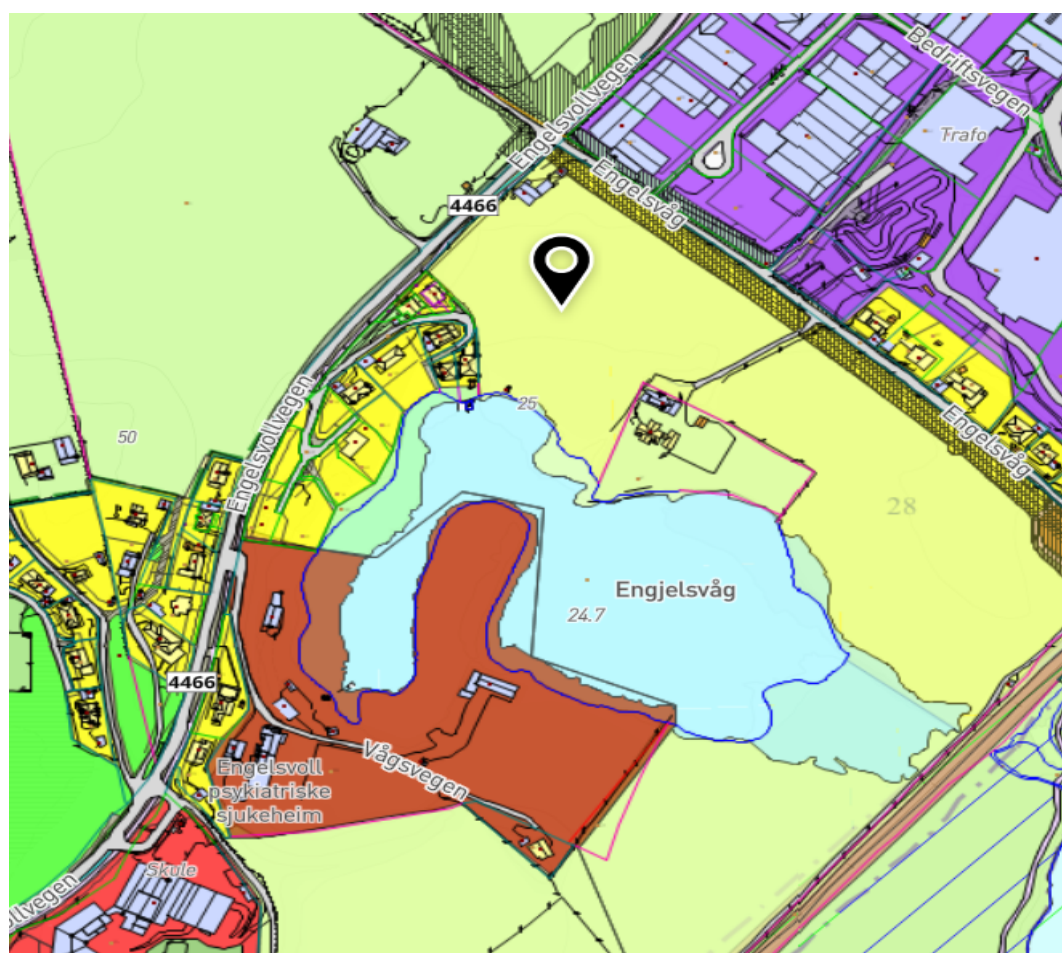 Bedriftsvegen
Trafo
Engelsvollvegen
Engelsvåg
4466
25
Engelsvollvegen
50
Engelsvåg
28
Engjelsvåg
24.7
4466
Vågsvegen
Engelsvoll
psykiatriske
sjukeheim
Skule
ollvegen